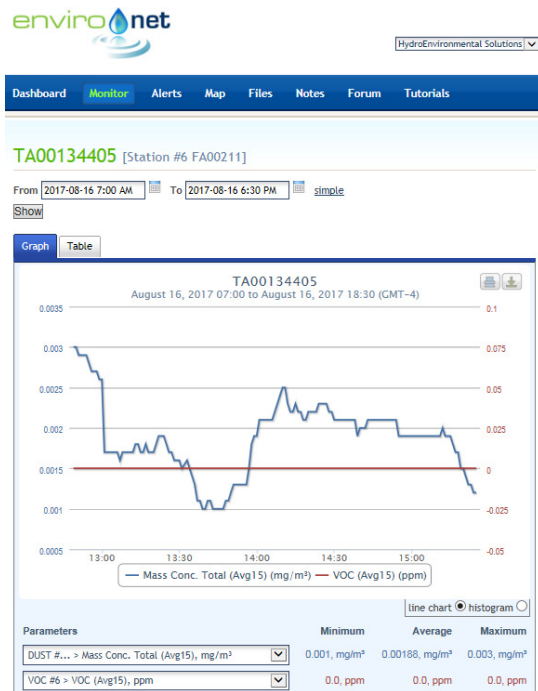 enviro net
HydroEnvironmental Solutions
Dashboard Monitor Alerts Map Files Notes Forum Tutorials
TA00134405 [Station #6 FA00211]
From 2017-08-16 7:00 AM To 2017-08-16 6:30 PM simple
Show
Graph Table
TA00134405
August 16, 2017 07:00 to August 16, 2017 18:30 (GMT-4)
0.0035 0.1
0.003 0.075
0.0025 0.05
0.002 0.025
0.0015 0
0.001 -0.025
0.0005 -0.05
13:00 13:30 14:00 14:30 15:00
Mass Conc. Total (Avg15) (mg/m³) VOC (Avg15) (ppm)
line chart histogram
Parameters Minimum Average Maximum
DUST #... > Mass Conc. Total (Avg15), mg/m³ 0.001, mg/m³ 0.00188, mg/m³ 0.003, mg/m³
VOC #6 > VOC (Avg15), ppm 0.0, ppm 0.0, ppm 0.0, ppm